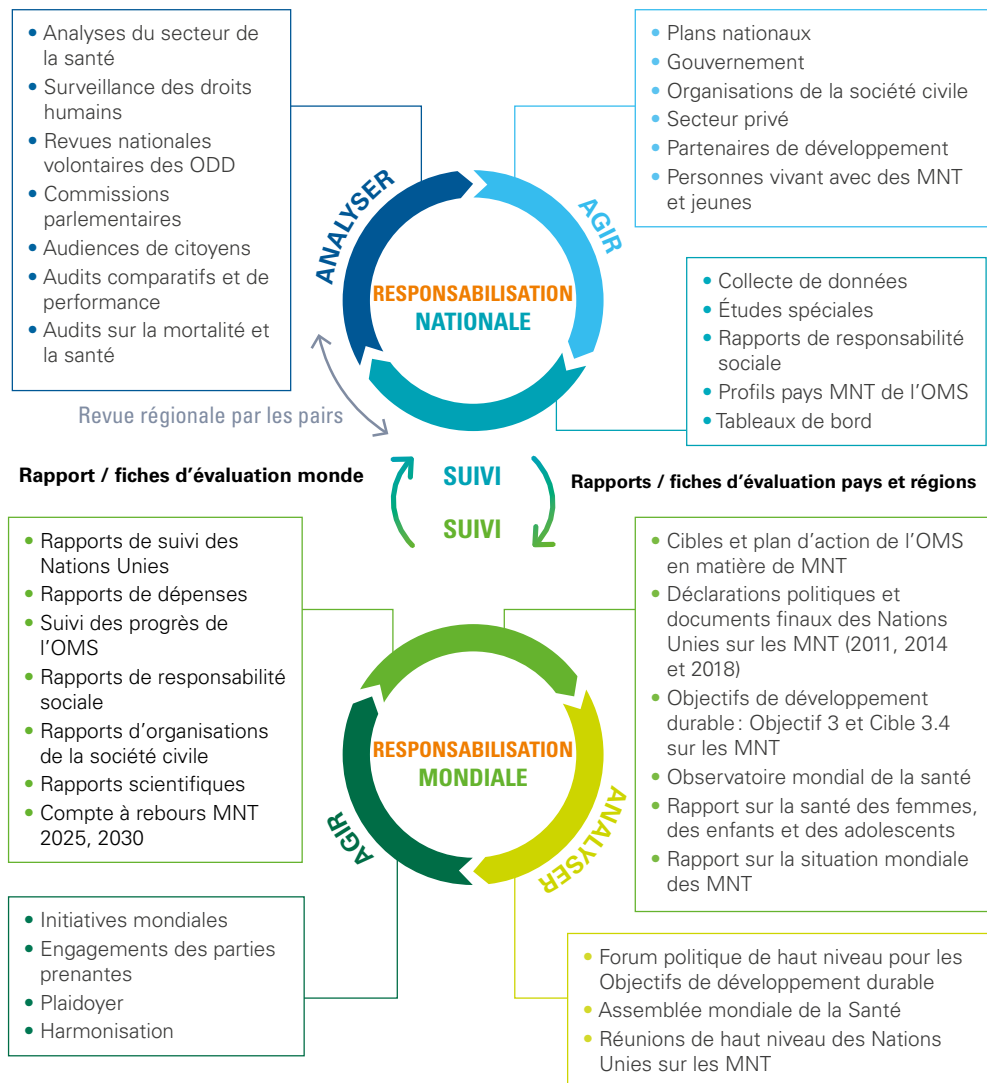 • Analyses du secteur de
la santé
• Surveillance des droits
humains
• Revues nationales
volontaires des ODD
• Commissions
parlementaires
• Audiences de citoyens
• Audits comparatifs et de
performance
• Audits sur la mortalité et
la santé
• Plans nationaux
• Gouvernement
• Organisations de la société civile
• Secteur privé
• Partenaires de développement
• Personnes vivant avec des MNT
et jeunes
ANALYSER
AGIR
RESPONSABILISATION
NATIONALE
• Collecte de données
• Études spéciales
• Rapports de responsabilité
sociale
• Profils pays MNT de l’OMS
• Tableaux de bord
Revue régionale par les pairs
Rapport / fiches d’évaluation monde
SUIVI
SUIVI
Rapports / fiches d’évaluation pays et régions
• Rapports de suivi des
Nations Unies
• Rapports de dépenses
• Suivi des progrès de
l’OMS
• Rapports de responsabilité
sociale
• Rapports d’organisations
de la société civile
• Rapports scientifiques
• Compte à rebours MNT
2025, 2030
• Cibles et plan d’action de l’OMS
en matière de MNT
• Déclarations politiques et
documents finaux des Nations
Unies sur les MNT (2011, 2014
et 2018)
• Objectifs de développement
durable : Objectif 3 et Cible 3.4
sur les MNT
• Observatoire mondial de la santé
• Rapport sur la santé des femmes,
des enfants et des adolescents
• Rapport sur la situation mondiale
des MNT
RESPONSABILISATION
MONDIALE
AGIR
ANALYSER
• Initiatives mondiales
• Engagements des parties
prenantes
• Plaidoyer
• Harmonisation
• Forum politique de haut niveau pour les
Objectifs de développement durable
• Assemblée mondiale de la Santé
• Réunions de haut niveau des Nations
Unies sur les MNT